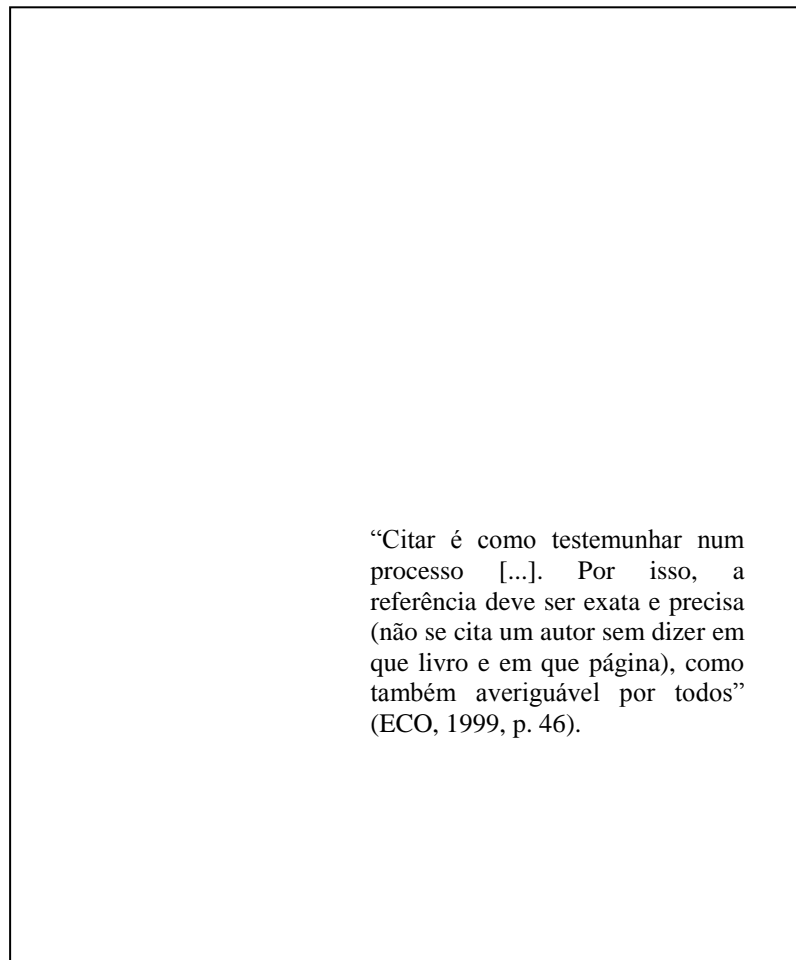 “Citar é como testemunhar num
processo [...]. Por isso, a
referência deve ser exata e precisa
(não se cita um autor sem dizer em
que livro e em que página), como
também averiguável por todos”
(ECO, 1999, p. 46).